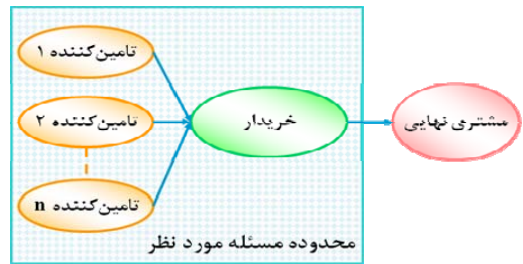 تامین‌کننده ۱
تامین‌کننده ۲
خریدار
مشتری نهایی
تامین‌کننده n
محدوده مسئله مورد نظر